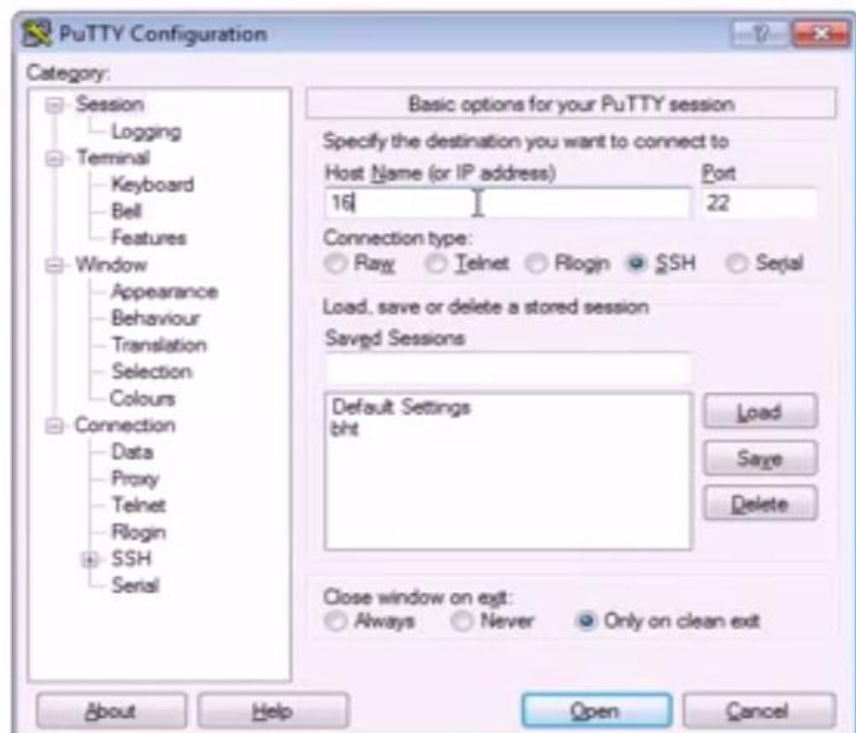 PuTTY Configuration
Category:
Session
Logging
Terminal
Keyboard
Bell
Features
Window
Appearance
Behaviour
Translation
Selection
Colours
Connection
Data
Proxy
Telnet
Rlogin
SSH
Serial
Basic options for your PuTTY session
Specify the destination you want to connect to
Host Name (or IP address) Port
16 22
Connection type:
Raw Telnet Rlogin SSH Serial
Load, save or delete a stored session
Saved Sessions
Default Settings
bht
Load
Save
Delete
Close window on exit:
Always Never Only on clean exit
About Help Open Cancel